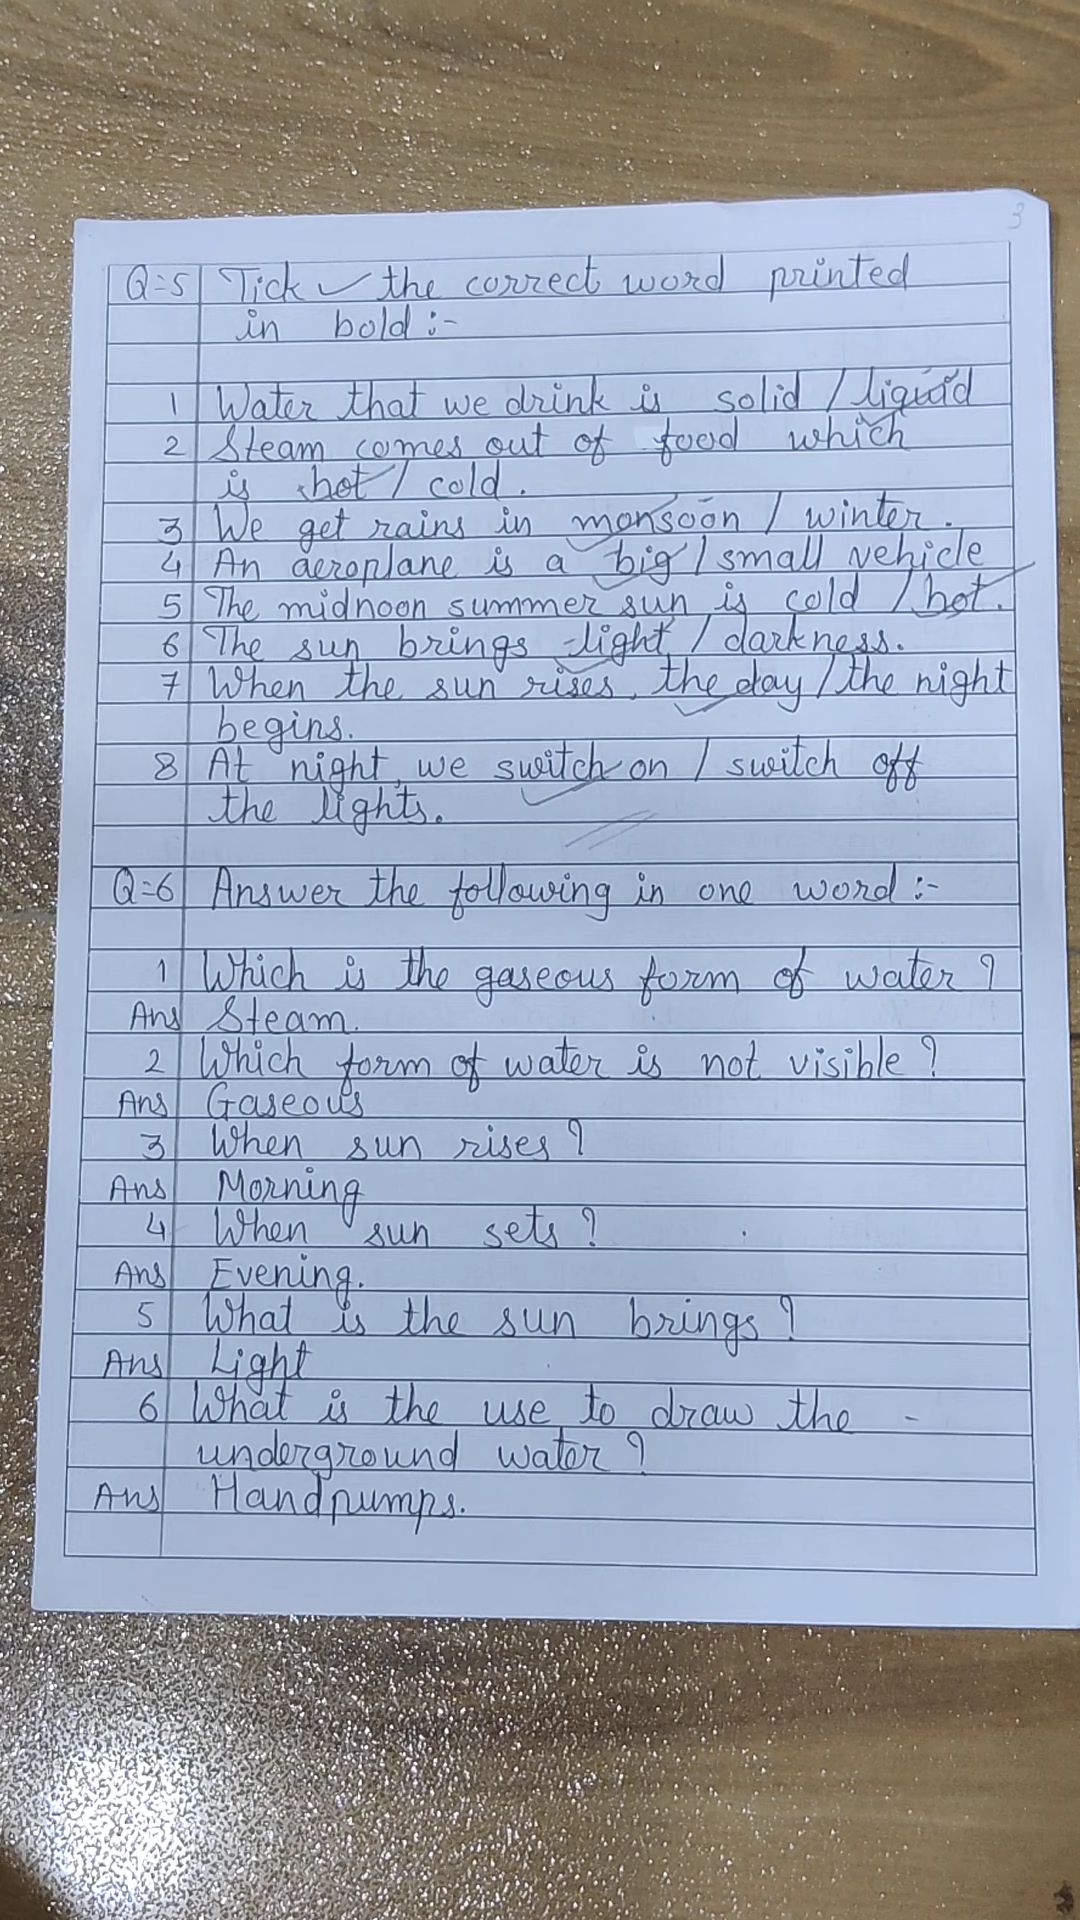 3
Q=5 Tick ✓ the correct word printed
in bold :-
1 Water that we drink is solid / liquid
2 Steam comes out of food which
is hot / cold.
3 We get rains in monsoon / winter.
4 An aeroplane is a big / small vehicle
5 The midnoon summer sun is cold / hot.
6 The sun brings light / darkness.
7 When the sun rises, the day / the night
begins.
8 At night, we switch on / switch off
the lights.
Q=6 Answer the following in one word :-
1 Which is the gaseous form of water ?
Ans Steam.
2 Which form of water is not visible ?
Ans Gaseous
3 When sun rises ?
Ans Morning
4 When sun sets ?
Ans Evening.
5 What is the sun brings ?
Ans Light
6 What is the use to draw the -
underground water ?
Ans Handpumps.